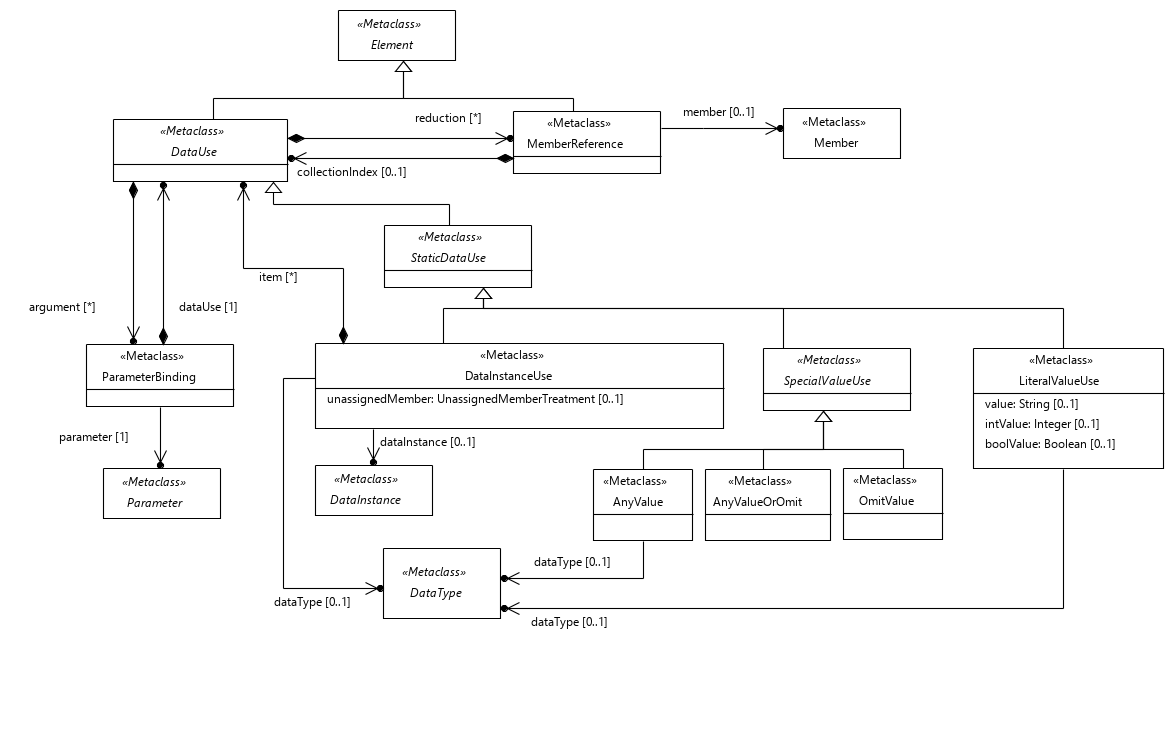 «Metaclass»
Element
reduction [*]
member [0..1]
«Metaclass»
DataUse
«Metaclass»
MemberReference
«Metaclass»
Member
collectionIndex [0..1]
«Metaclass»
StaticDataUse
item [*]
argument [*]
dataUse [1]
«Metaclass»
ParameterBinding
«Metaclass»
DataInstanceUse
unassignedMember: UnassignedMemberTreatment [0..1]
«Metaclass»
SpecialValueUse
«Metaclass»
LiteralValueUse
value: String [0..1]
intValue: Integer [0..1]
boolValue: Boolean [0..1]
parameter [1]
dataInstance [0..1]
«Metaclass»
Parameter
«Metaclass»
DataInstance
«Metaclass»
AnyValue
«Metaclass»
AnyValueOrOmit
«Metaclass»
OmitValue
dataType [0..1]
«Metaclass»
DataType
dataType [0..1]
dataType [0..1]